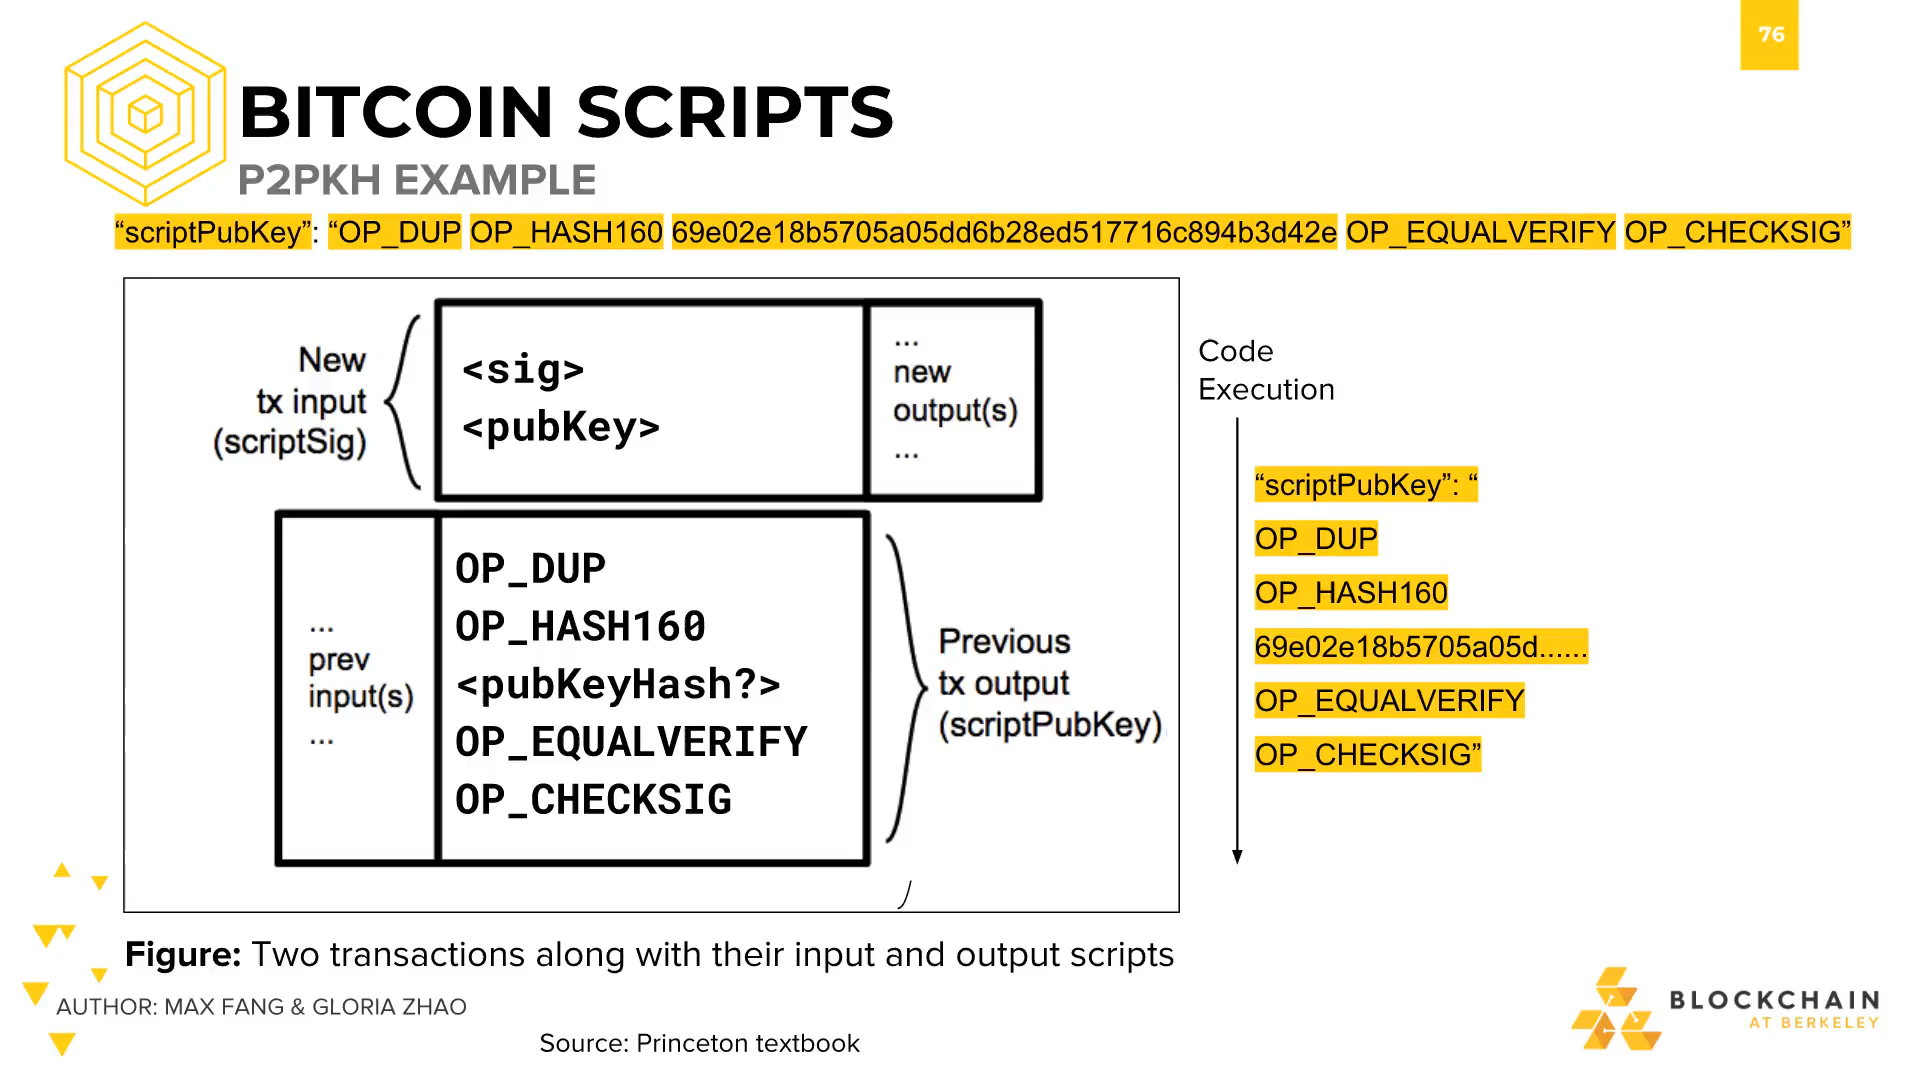 76
BITCOIN SCRIPTS
P2PKH EXAMPLE
“scriptPubKey”: “OP_DUP OP_HASH160 69e02e18b5705a05dd6b28ed517716c894b3d42e OP_EQUALVERIFY OP_CHECKSIG”
New
tx input
(scriptSig)
<sig>
<pubKey>
...
new
output(s)
...
...
prev
input(s)
...
OP_DUP
OP_HASH160
<pubKeyHash?>
OP_EQUALVERIFY
OP_CHECKSIG
Previous
tx output
(scriptPubKey)
Code
Execution
“scriptPubKey”: “
OP_DUP
OP_HASH160
69e02e18b5705a05d......
OP_EQUALVERIFY
OP_CHECKSIG”
Figure: Two transactions along with their input and output scripts
AUTHOR: MAX FANG & GLORIA ZHAO
Source: Princeton textbook
BLOCKCHAIN
AT BERKELEY